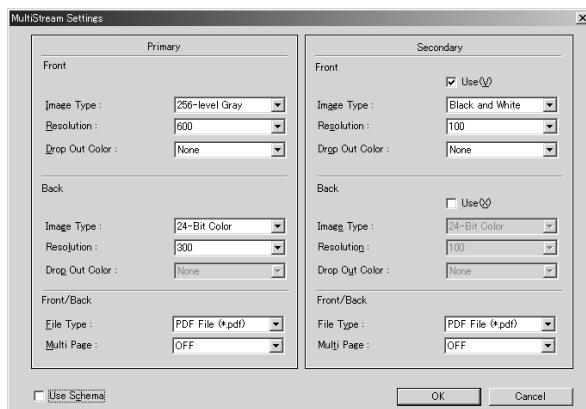 MultiStream Settings
Primary
Front
Image Type :
256-level Gray
Resolution :
600
Drop Out Color :
None
Back
Image Type :
24-Bit Color
Resolution :
300
Drop Out Color :
None
Front/Back
File Type :
PDF File (*.pdf)
Multi Page :
OFF
Secondary
Front
Use(V)
Image Type :
Black and White
Resolution :
100
Drop Out Color :
None
Back
Use(X)
Image Type :
24-Bit Color
Resolution :
100
Drop Out Color :
None
Front/Back
File Type :
PDF File (*.pdf)
Multi Page :
OFF
Use Schema
OK
Cancel